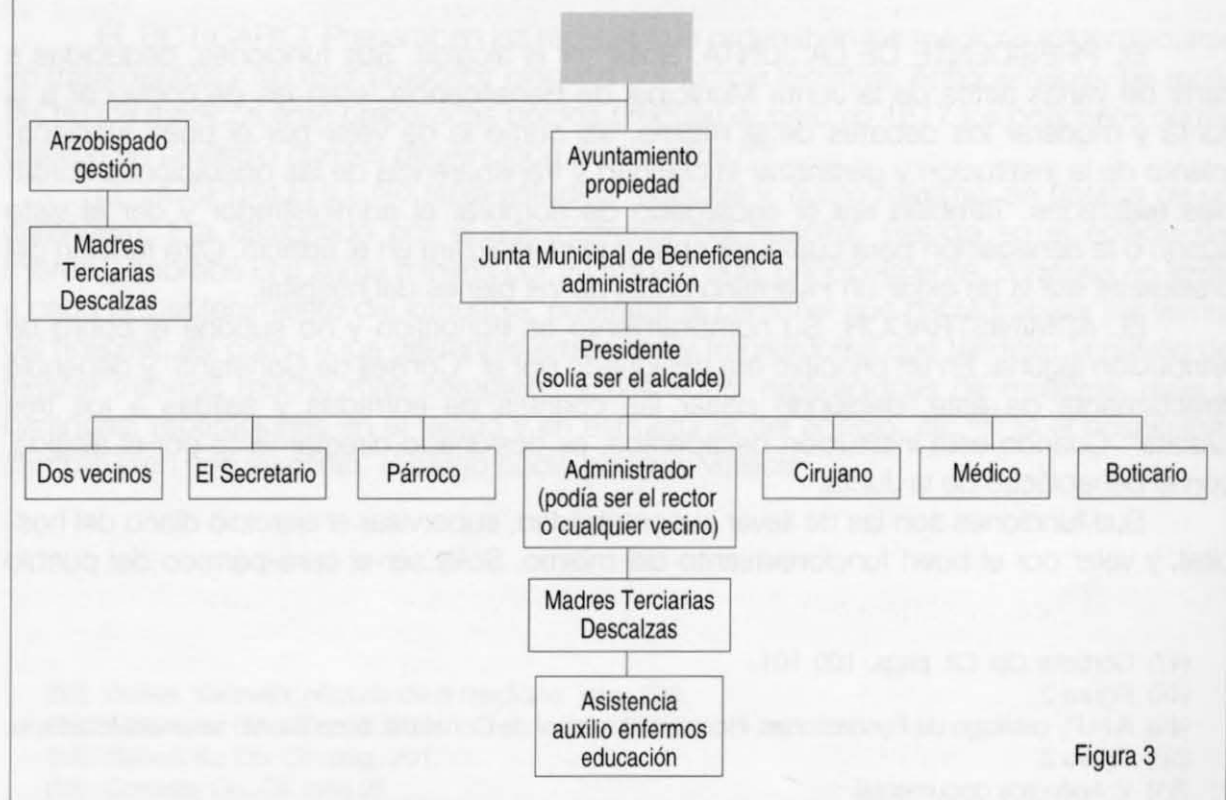 Arzobispado
gestión
Ayuntamiento
propiedad
Madres
Terciarias
Descalzas
Junta Municipal de Beneficencia
administración
Presidente
(solía ser el alcalde)
Dos vecinos
El Secretario
Párroco
Administrador
(podía ser el rector
o cualquier vecino)
Cirujano
Médico
Boticario
Madres Terciarias
Descalzas
Asistencia
auxilio enfermos
educación
Figura 3